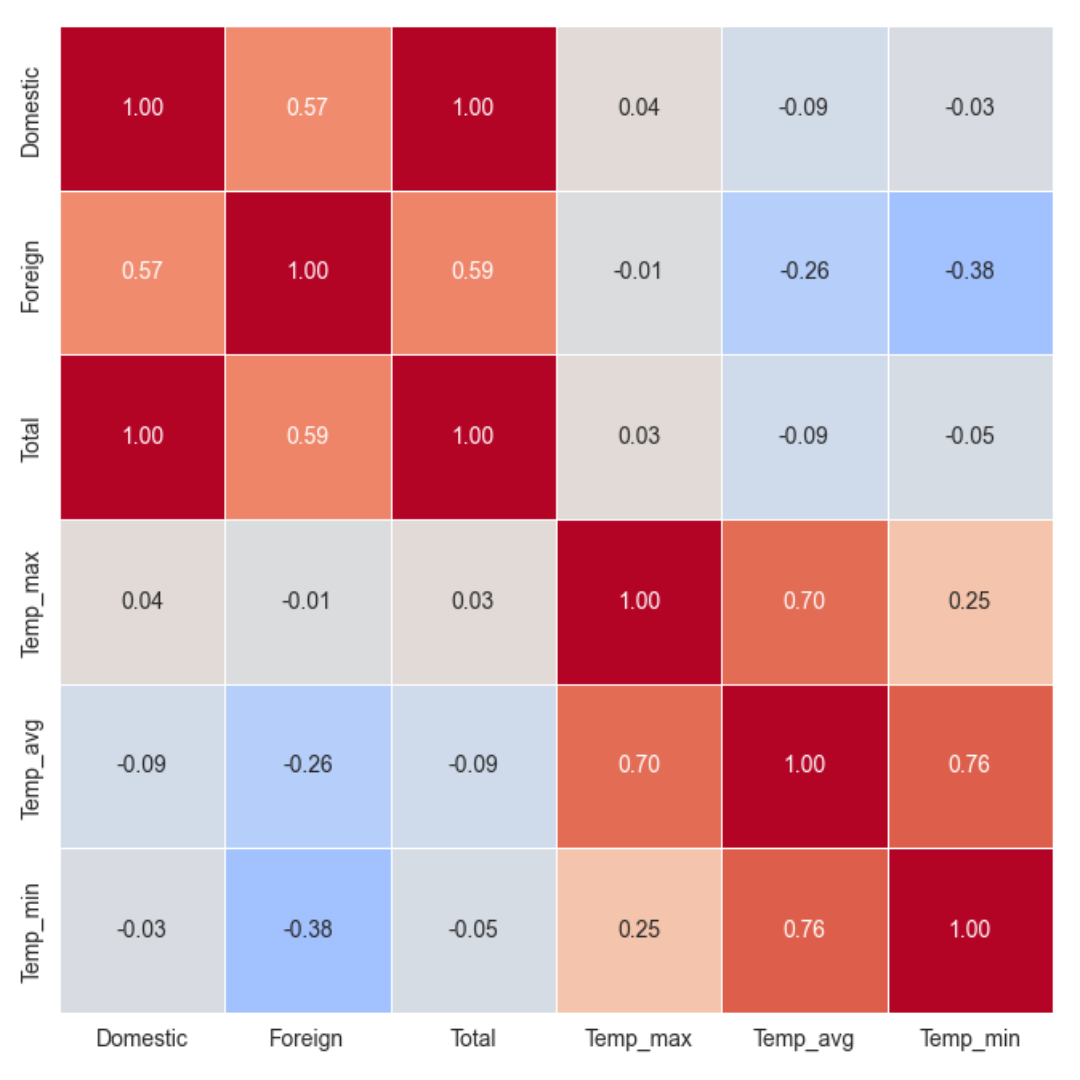 Domestic 1.00 0.57 1.00 0.04 -0.09 -0.03
Foreign 0.57 1.00 0.59 -0.01 -0.26 -0.38
Total 1.00 0.59 1.00 0.03 -0.09 -0.05
Temp_max 0.04 -0.01 0.03 1.00 0.70 0.25
Temp_avg -0.09 -0.26 -0.09 0.70 1.00 0.76
Temp_min -0.03 -0.38 -0.05 0.25 0.76 1.00
Domestic Foreign Total Temp_max Temp_avg Temp_min